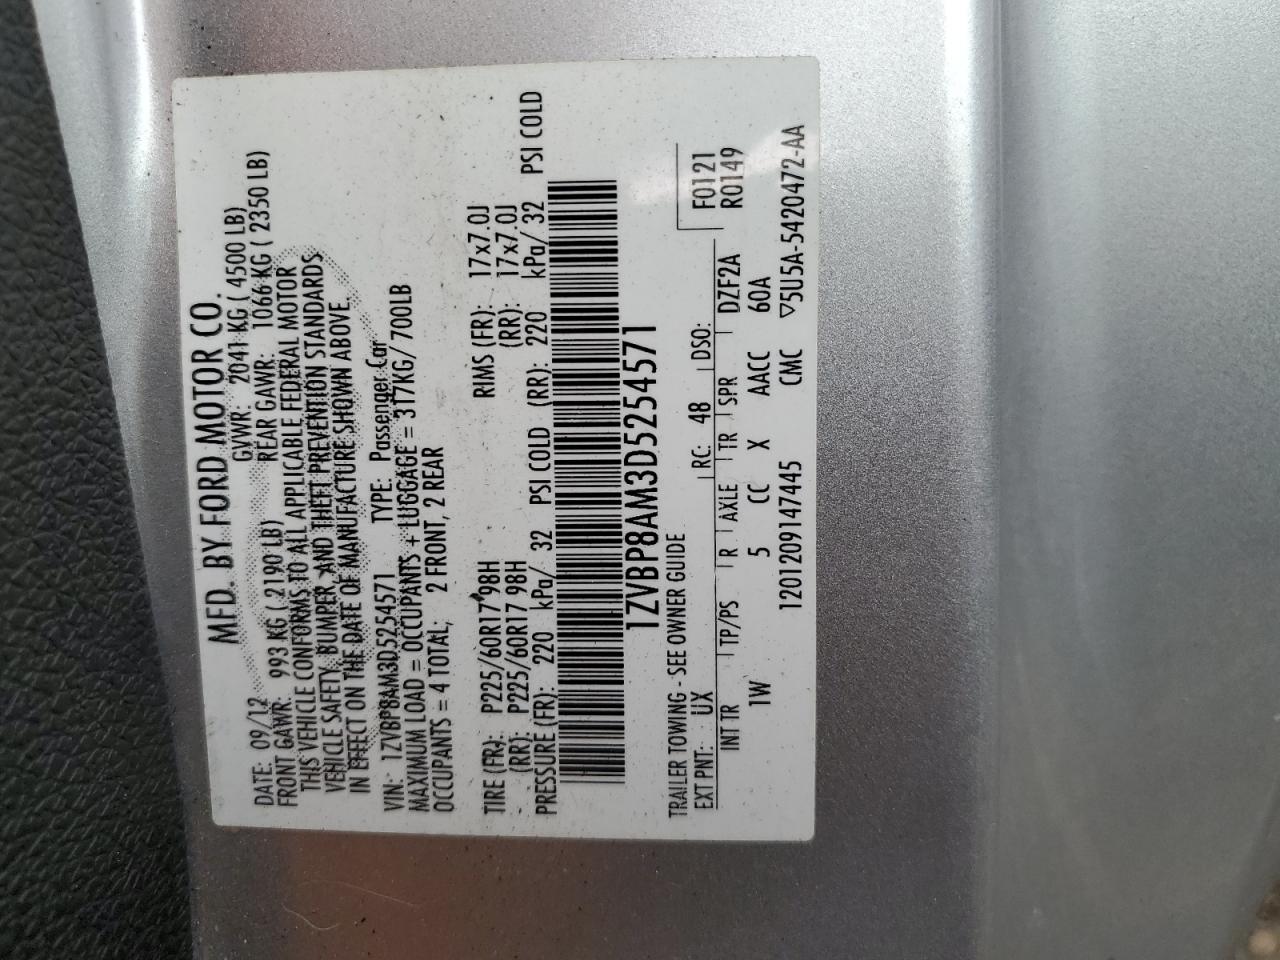 MFD. BY FORD MOTOR CO.
DATE: 09/12 GVWR: 2041 KG ( 4500 LB)
FRONT GAWR: 993 KG ( 2190 LB) REAR GAWR: 1066 KG ( 2350 LB)
THIS VEHICLE CONFORMS TO ALL APPLICABLE FEDERAL MOTOR
VEHICLE SAFETY, BUMPER, AND THEFT PREVENTION STANDARDS
IN EFFECT ON THE DATE OF MANUFACTURE SHOWN ABOVE.
VIN: 1ZVBP8AM3D5254571 TYPE: Passenger Car
MAXIMUM LOAD = OCCUPANTS + LUGGAGE = 317KG/ 700LB
OCCUPANTS = 4 TOTAL; 2 FRONT, 2 REAR
TIRE (FR): P225/60R17 98H RIMS (FR): 17x7.0J
(RR): P225/60R17 98H (RR): 17x7.0J
PRESSURE (FR): 220 kPa/ 32 PSI COLD (RR): 220 kPa/ 32 PSI COLD
1ZVBP8AM3D5254571
TRAILER TOWING - SEE OWNER GUIDE F0121
EXT PNT: UX RC: 48 DSO: R0149
INT TR TP/PS R AXLE TR SPR DZF2A
1W 5 CC X AACC 60A
1201209147445 CMC ▽5U5A-5420472-AA